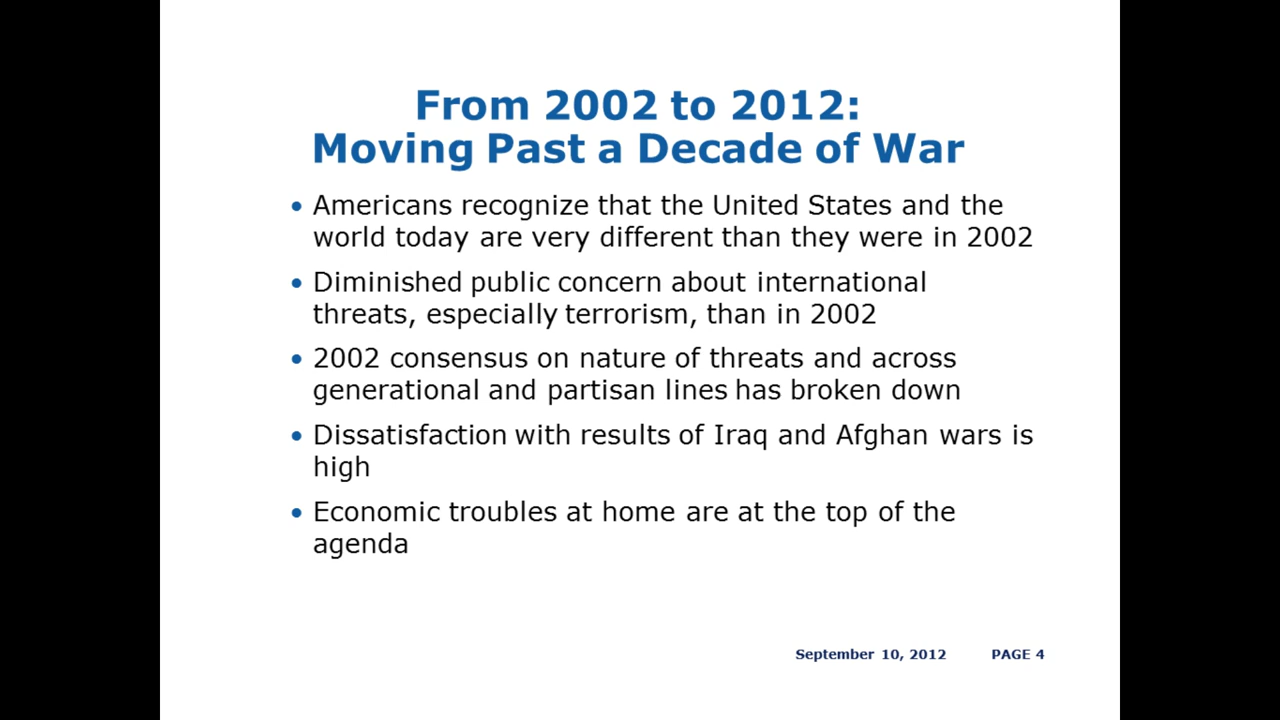 From 2002 to 2012:
Moving Past a Decade of War
• Americans recognize that the United States and the
world today are very different than they were in 2002
• Diminished public concern about international
threats, especially terrorism, than in 2002
• 2002 consensus on nature of threats and across
generational and partisan lines has broken down
• Dissatisfaction with results of Iraq and Afghan wars is
high
• Economic troubles at home are at the top of the
agenda
September 10, 2012 PAGE 4